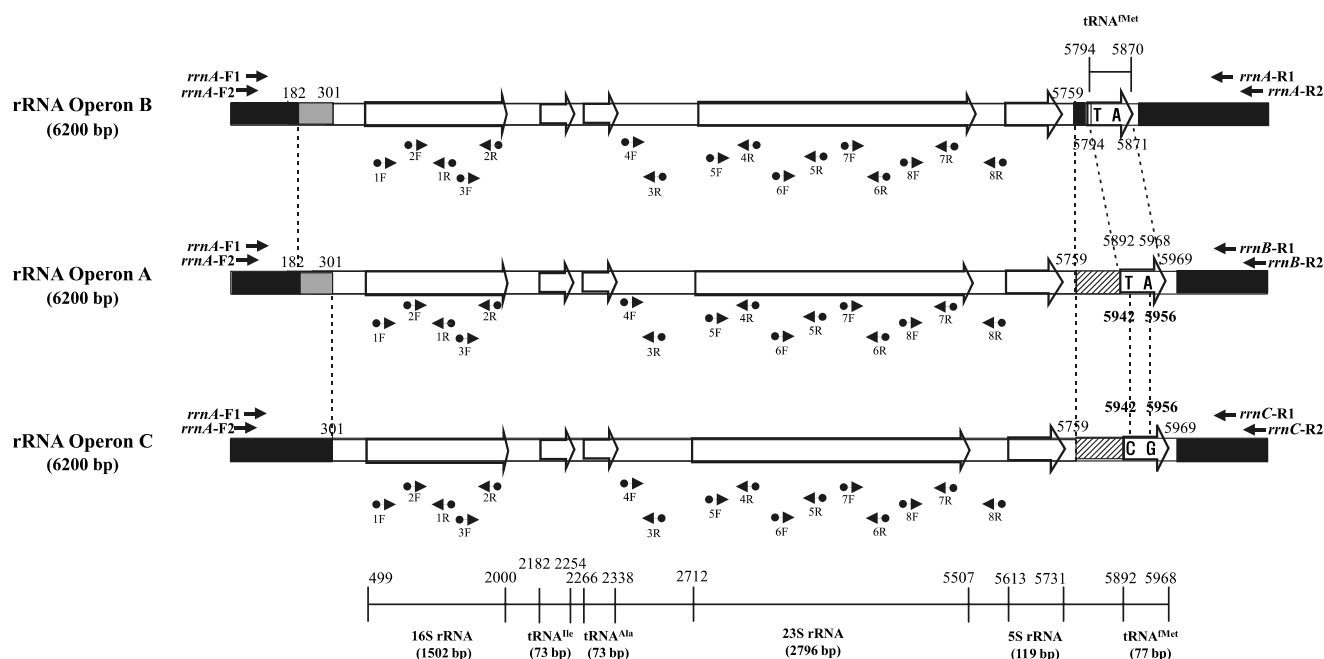 tRNAfMet
5794 5870
rrnA-F1
rrnA-F2
182 301
5759
rrnA-R1
rrnA-R2
rRNA Operon B
(6200 bp)
T A
5794 5871
1F 2F 1R 3F 2R 4F 3R 5F 4R 6F 5R 7F 6R 8F 7R 8R
rrnA-F1
rrnA-F2
182 301
5759
5892 5968
5969
rrnB-R1
rrnB-R2
rRNA Operon A
(6200 bp)
T A
5942 5956
1F 2F 1R 3F 2R 4F 3R 5F 4R 6F 5R 7F 6R 8F 7R 8R
rrnA-F1
rrnA-F2
301
5759
5942 5956
5969
rrnC-R1
rrnC-R2
rRNA Operon C
(6200 bp)
C G
1F 2F 1R 3F 2R 4F 3R 5F 4R 6F 5R 7F 6R 8F 7R 8R
499 2000 2182 2254 2266 2338 2712 5507 5613 5731 5892 5968
16S rRNA tRNAIle tRNAAla 23S rRNA 5S rRNA tRNAfMet
(1502 bp) (73 bp) (73 bp) (2796 bp) (119 bp) (77 bp)